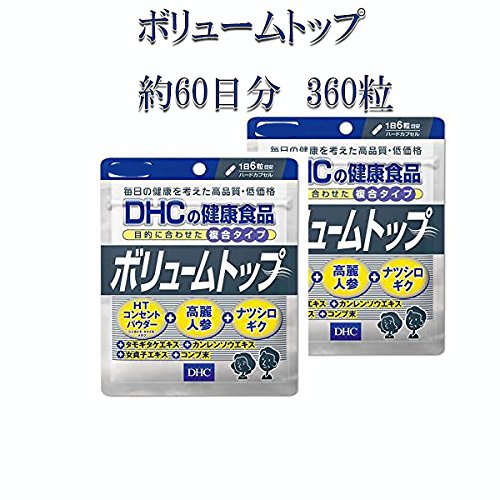 ボリュームトップ
約60日分 360粒
1日6粒目安
ハードカプセル
毎日の健康を考えた高品質・低価格
DHCの健康食品
目的に合わせた 複合タイプ
ボリュームトップ
HT
コンセント
パウダー
+
高麗
人参
+
ナツシロ
ギク
+タモギタケエキス +カンレンソウエキス
+女貞子エキス +コンブ末
DHC
1日6粒目安
ハードカプセル
考えた高品質・低価格
HCの健康食品
合わせた 複合タイプ
ュームトップ
+
高麗
人参
+
ナツシロ
ギク
エキス +カンレンソウエキス
ス +コンブ末
DHC